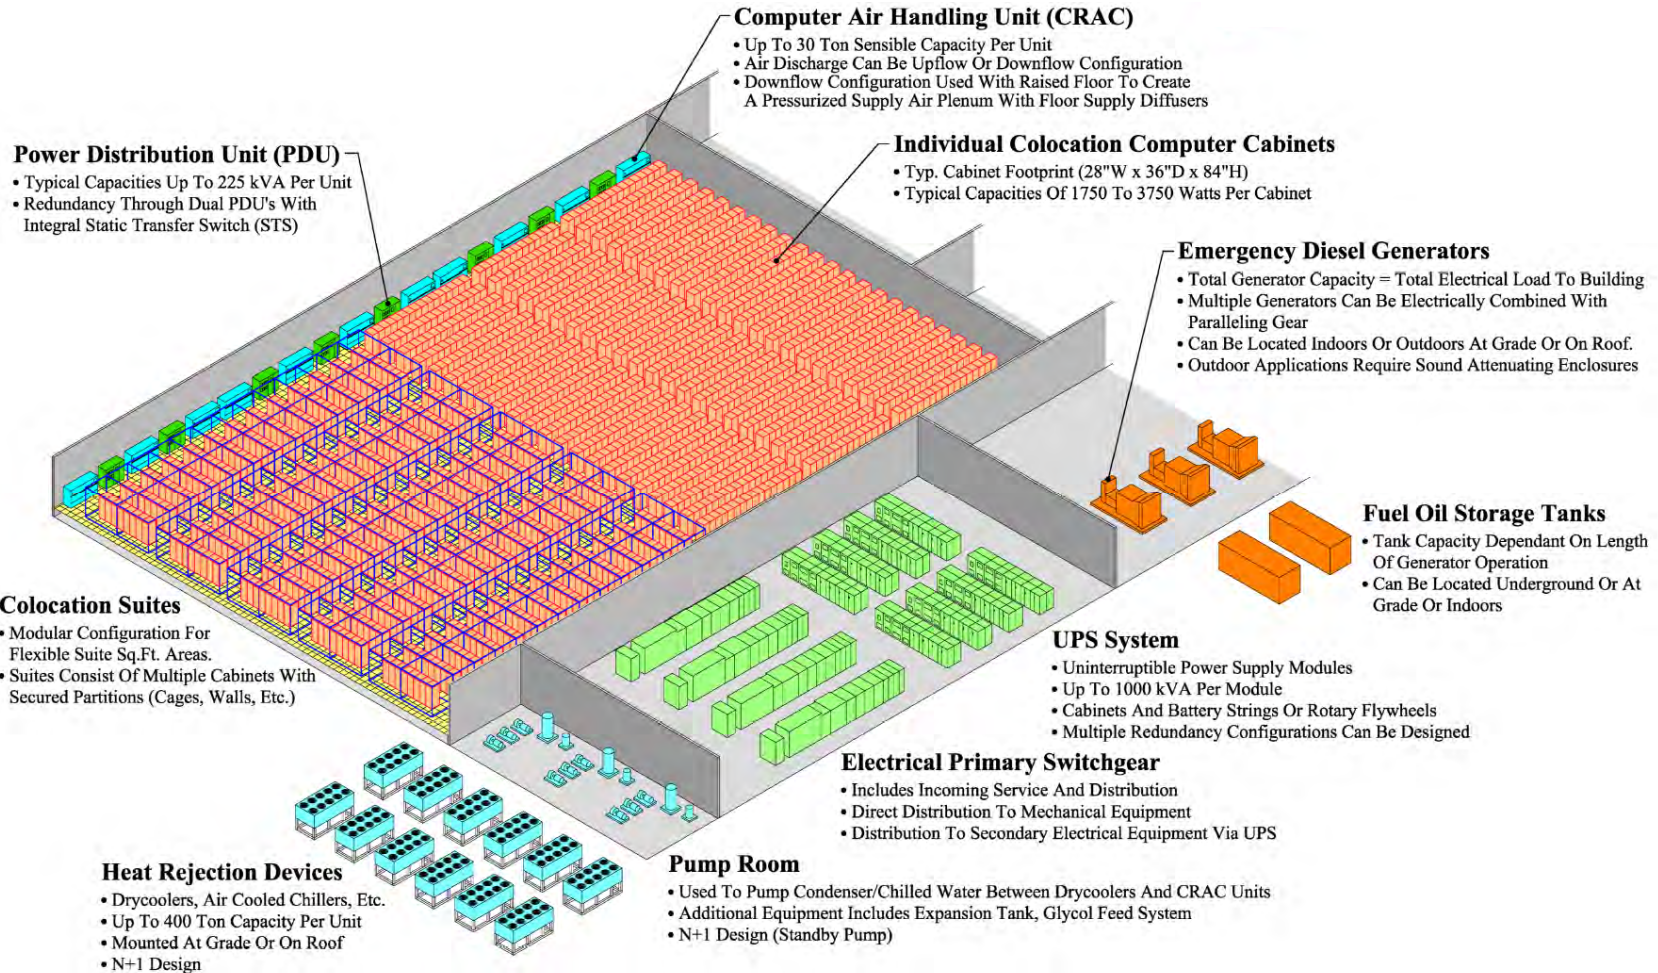 Computer Air Handling Unit (CRAC)
• Up To 30 Ton Sensible Capacity Per Unit
• Air Discharge Can Be Upflow Or Downflow Configuration
• Downflow Configuration Used With Raised Floor To Create
A Pressurized Supply Air Plenum With Floor Supply Diffusers
Power Distribution Unit (PDU)
• Typical Capacities Up To 225 kVA Per Unit
• Redundancy Through Dual PDU's With
Integral Static Transfer Switch (STS)
Individual Colocation Computer Cabinets
• Typ. Cabinet Footprint (28"W x 36"D x 84"H)
• Typical Capacities Of 1750 To 3750 Watts Per Cabinet
Emergency Diesel Generators
• Total Generator Capacity = Total Electrical Load To Building
• Multiple Generators Can Be Electrically Combined With
Paralleling Gear
• Can Be Located Indoors Or Outdoors At Grade Or On Roof.
• Outdoor Applications Require Sound Attenuating Enclosures
Fuel Oil Storage Tanks
• Tank Capacity Dependant On Length
Of Generator Operation
• Can Be Located Underground Or At
Grade Or Indoors
Colocation Suites
• Modular Configuration For
Flexible Suite Sq.Ft. Areas.
• Suites Consist Of Multiple Cabinets With
Secured Partitions (Cages, Walls, Etc.)
UPS System
• Uninterruptible Power Supply Modules
• Up To 1000 kVA Per Module
• Cabinets And Battery Strings Or Rotary Flywheels
• Multiple Redundancy Configurations Can Be Designed
Electrical Primary Switchgear
• Includes Incoming Service And Distribution
• Direct Distribution To Mechanical Equipment
• Distribution To Secondary Electrical Equipment Via UPS
Pump Room
• Used To Pump Condenser/Chilled Water Between Drycoolers And CRAC Units
• Additional Equipment Includes Expansion Tank, Glycol Feed System
• N+1 Design (Standby Pump)
Heat Rejection Devices
• Drycoolers, Air Cooled Chillers, Etc.
• Up To 400 Ton Capacity Per Unit
• Mounted At Grade Or On Roof
• N+1 Design